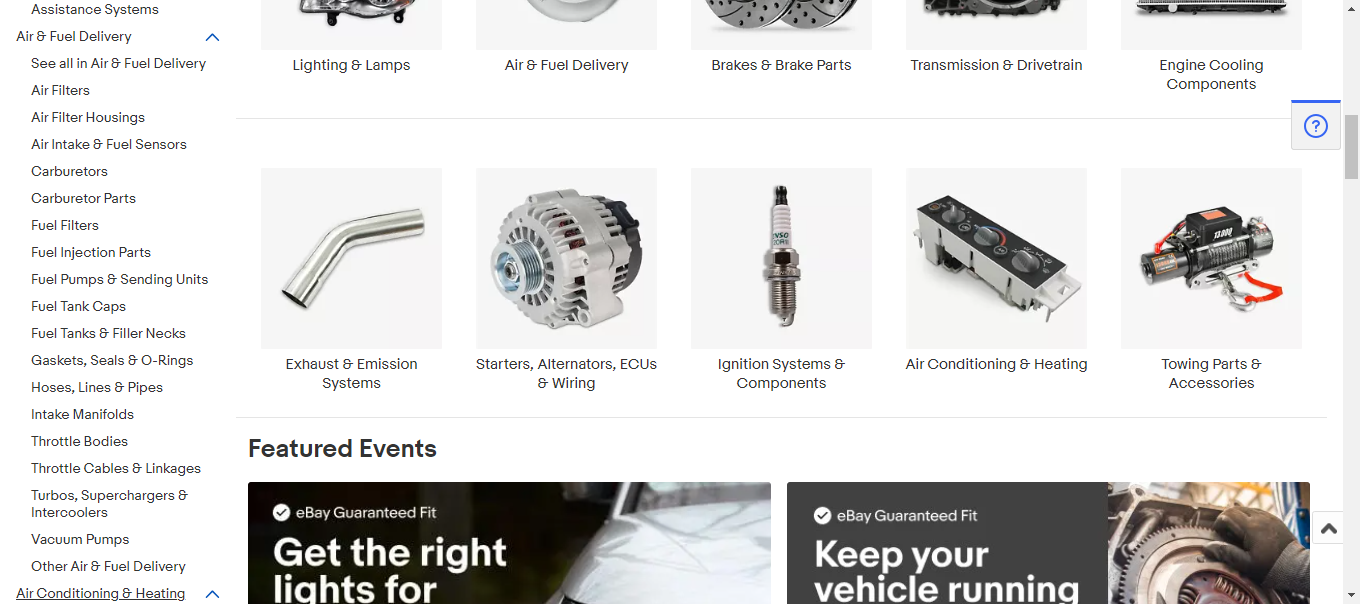 Assistance Systems
Air & Fuel Delivery
See all in Air & Fuel Delivery
Air Filters
Air Filter Housings
Air Intake & Fuel Sensors
Carburetors
Carburetor Parts
Fuel Filters
Fuel Injection Parts
Fuel Pumps & Sending Units
Fuel Tank Caps
Fuel Tanks & Filler Necks
Gaskets, Seals & O-Rings
Hoses, Lines & Pipes
Intake Manifolds
Throttle Bodies
Throttle Cables & Linkages
Turbos, Superchargers &
Intercoolers
Vacuum Pumps
Other Air & Fuel Delivery
Air Conditioning & Heating
Lighting & Lamps
Air & Fuel Delivery
Brakes & Brake Parts
Transmission & Drivetrain
Engine Cooling
Components
?
13,000
Exhaust & Emission
Systems
Starters, Alternators, ECUs
& Wiring
Ignition Systems &
Components
Air Conditioning & Heating
Towing Parts &
Accessories
Featured Events
eBay Guaranteed Fit
Get the right
lights for
eBay Guaranteed Fit
Keep your
vehicle running